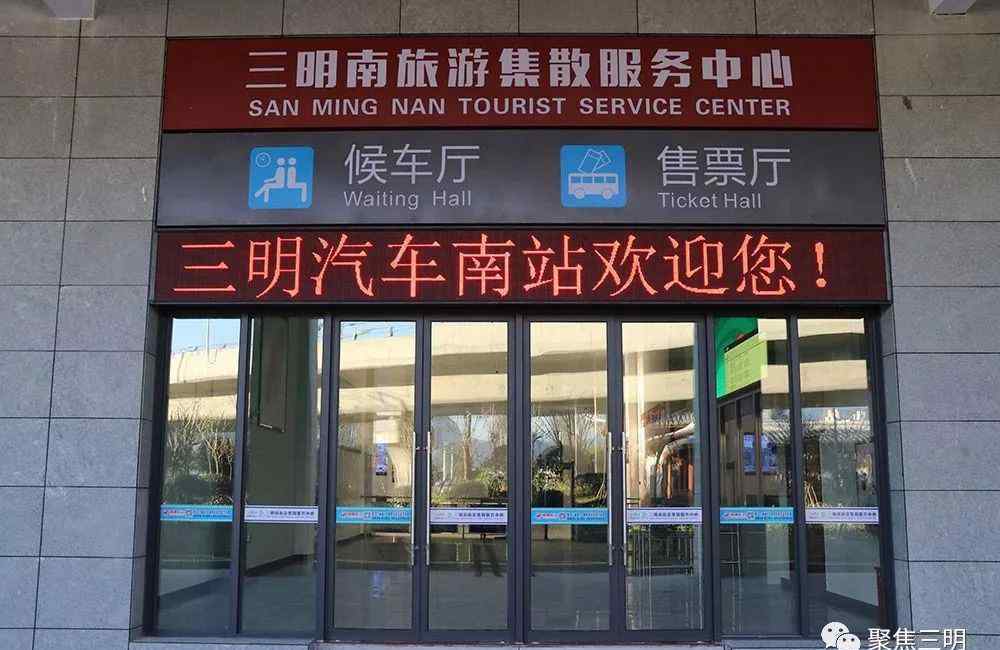 三明南旅游集散服务中心
SAN MING NAN TOURIST SERVICE CENTER
候车厅
Waiting Hall
售票厅
Ticket Hall
三明汽车南站欢迎您！
聚焦三明